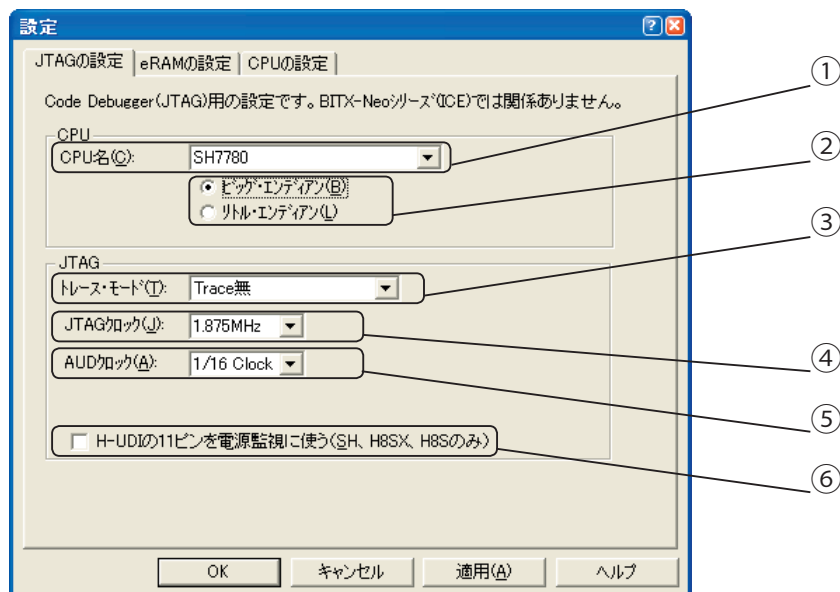 設定
JTAGの設定 eRAMの設定 CPUの設定
Code Debugger(JTAG)用の設定です。BITX-Neoｼﾘｰｽﾞ(ICE)では関係ありません。
CPU
CPU名(C): SH7780
ﾋﾞｯｸﾞ･ｴﾝﾃﾞｨｱﾝ(B)
ﾘﾄﾙ･ｴﾝﾃﾞｨｱﾝ(L)
JTAG
ﾄﾚｰｽ･ﾓｰﾄﾞ(T): Trace無
JTAGｸﾛｯｸ(J): 1.875MHz
AUDｸﾛｯｸ(A): 1/16 Clock
H-UDIの11ピンを電源監視に使う(SH、H8SX、H8Sのみ)
OK キャンセル 適用(A) ヘルプ
①
②
③
④
⑤
⑥